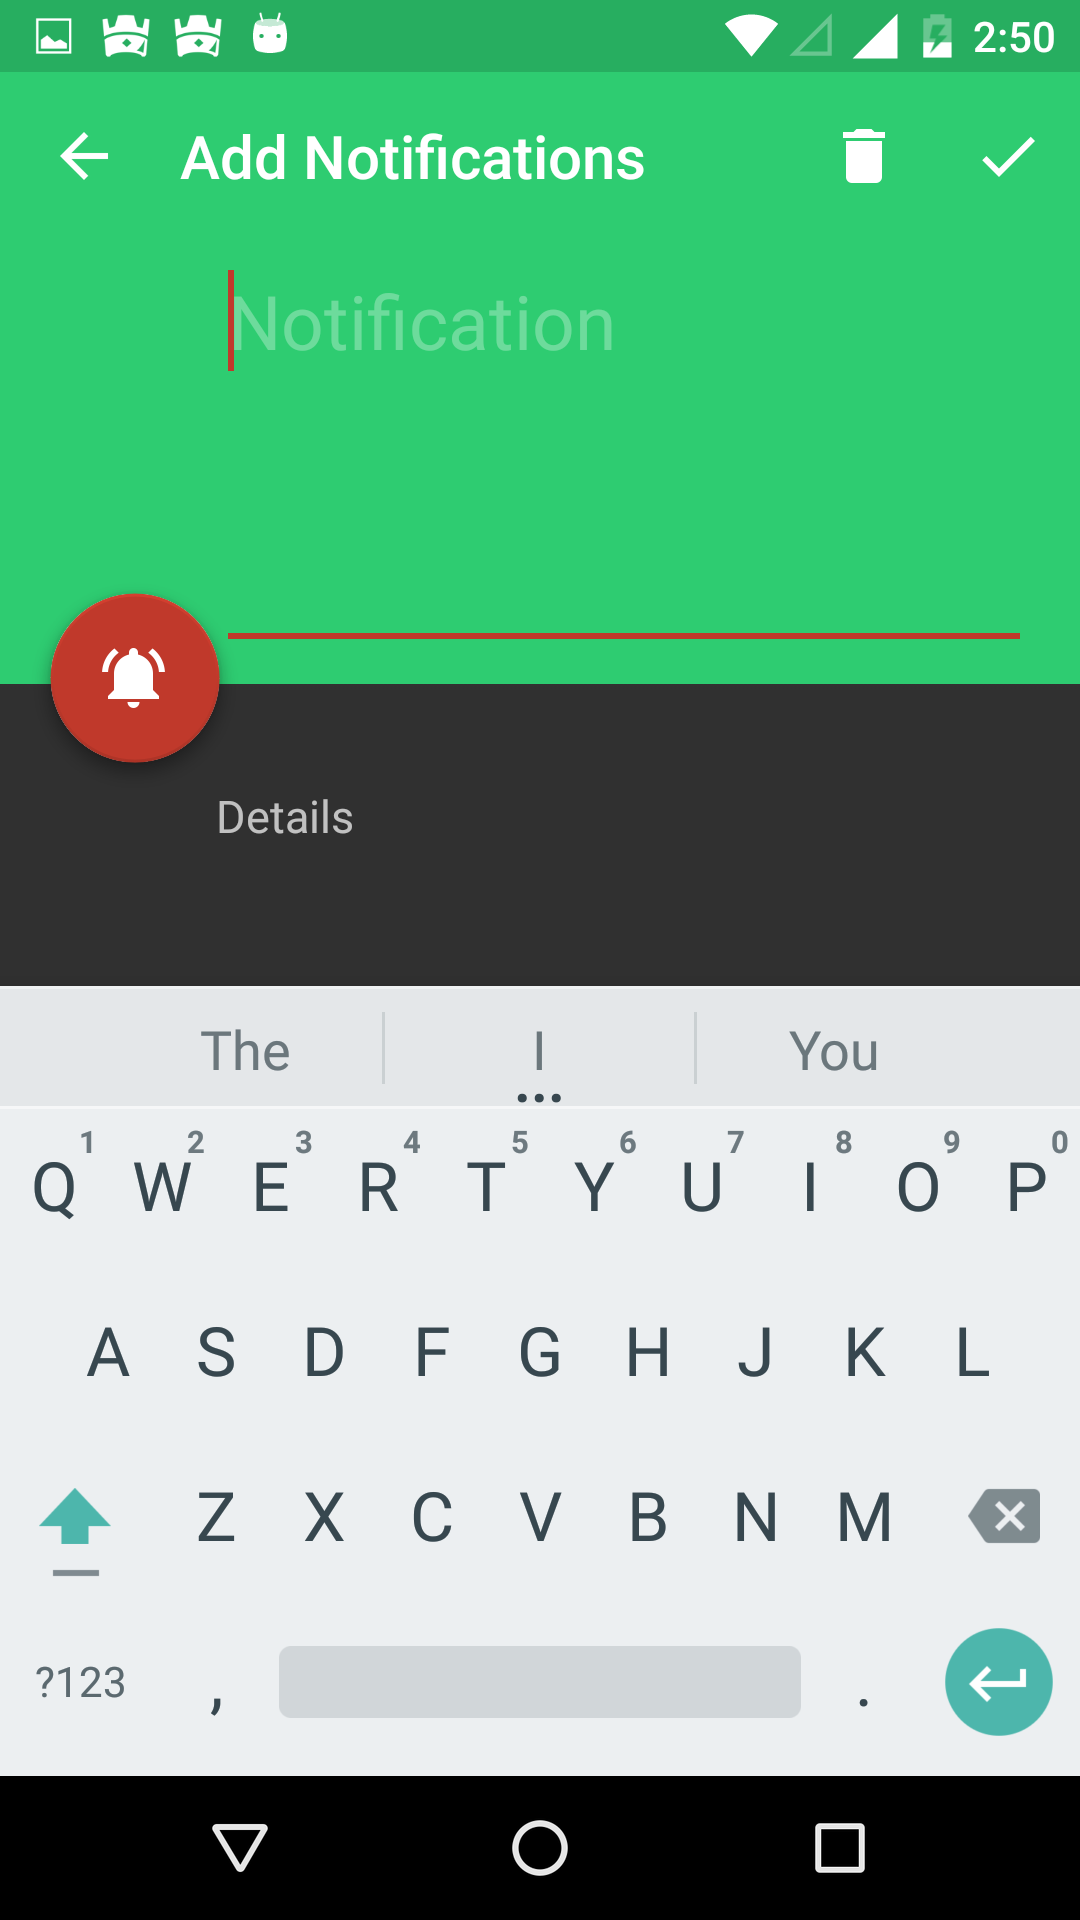 2:50
Add Notifications
Notification
Details
The I You
1 2 3 4 5 6 7 8 9 0
Q W E R T Y U I O P
A S D F G H J K L
Z X C V B N M
?123 , .